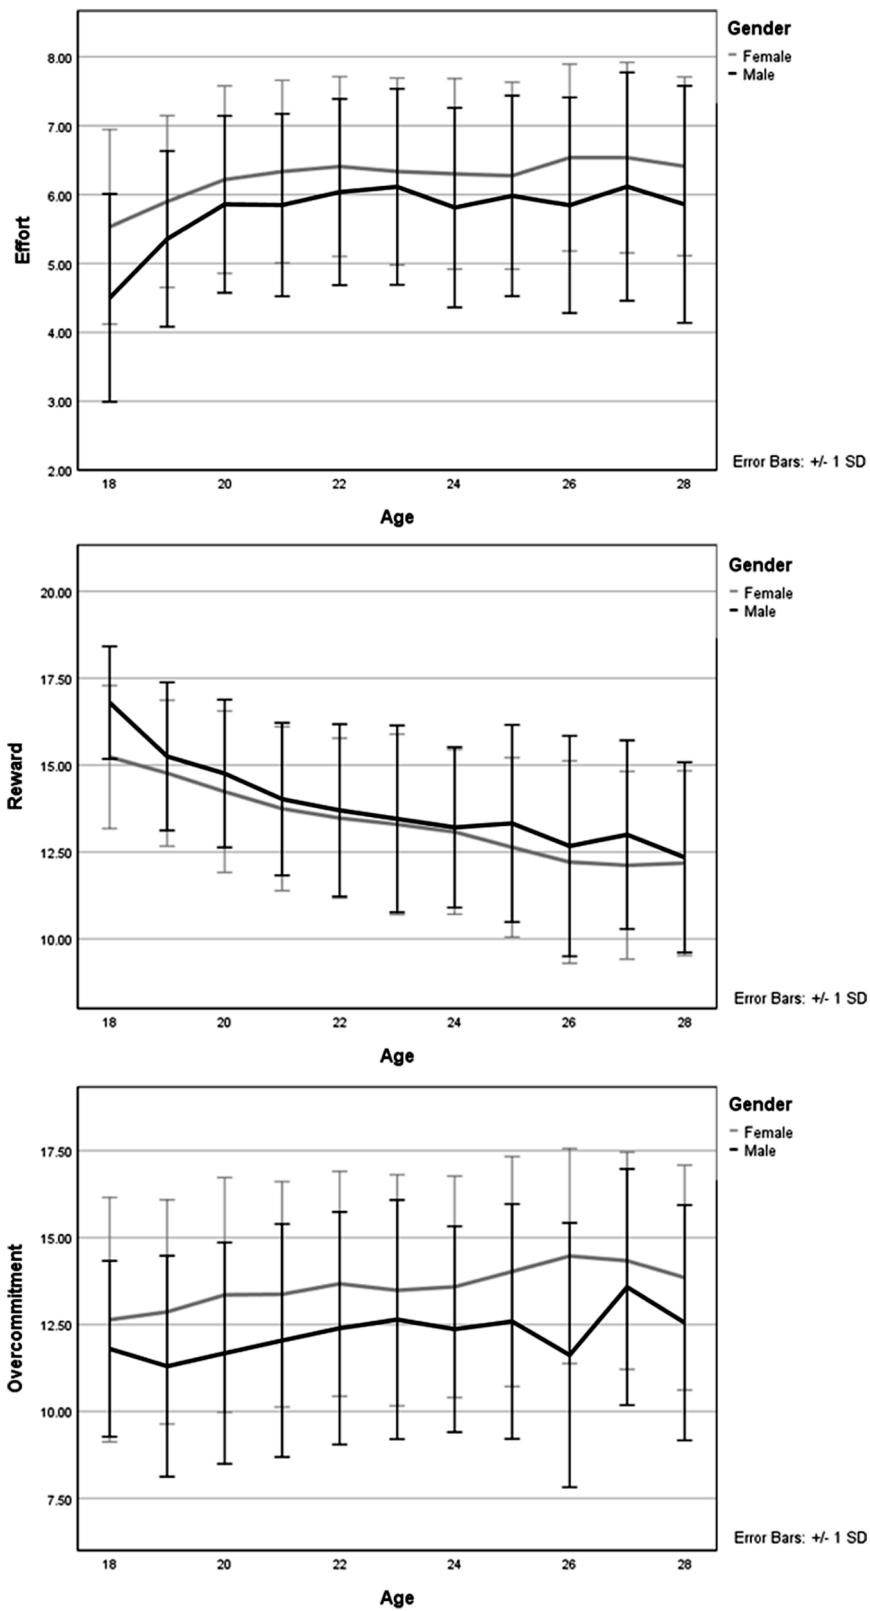 Gender
Female
Male
8.00
7.00
6.00
5.00
4.00
3.00
2.00
Effort
18 20 22 24 26 28
Age
Error Bars: +/- 1 SD
Gender
Female
Male
20.00
17.50
15.00
12.50
10.00
Reward
18 20 22 24 26 28
Age
Error Bars: +/- 1 SD
Gender
Female
Male
17.50
15.00
12.50
10.00
7.50
Overcommitment
18 20 22 24 26 28
Age
Error Bars: +/- 1 SD